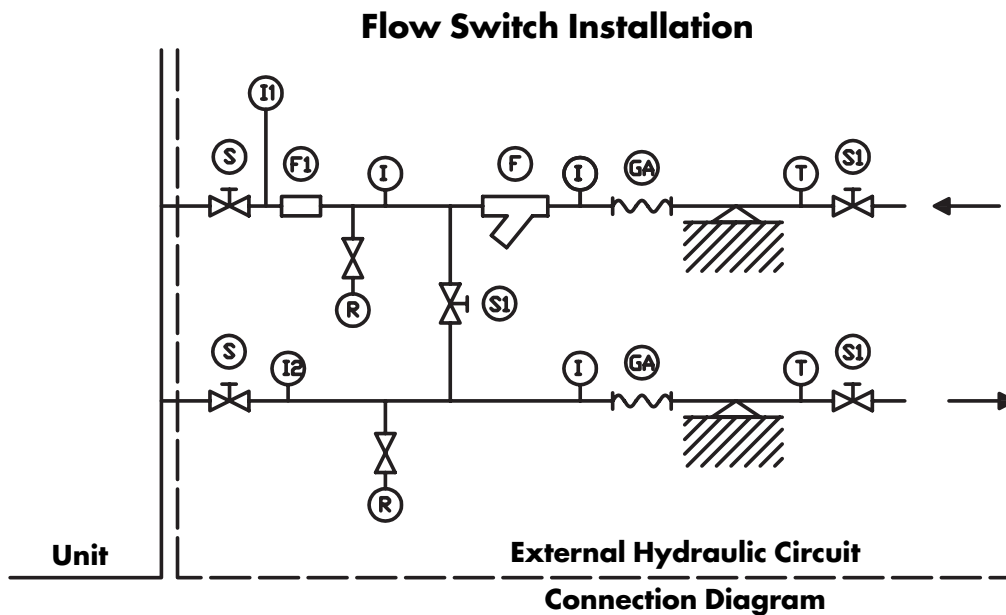 Flow Switch Installation
I1
S
F1
I
F
I
GA
T
S1
R
S1
S
I2
I
GA
T
S1
R
Unit
External Hydraulic Circuit
Connection Diagram